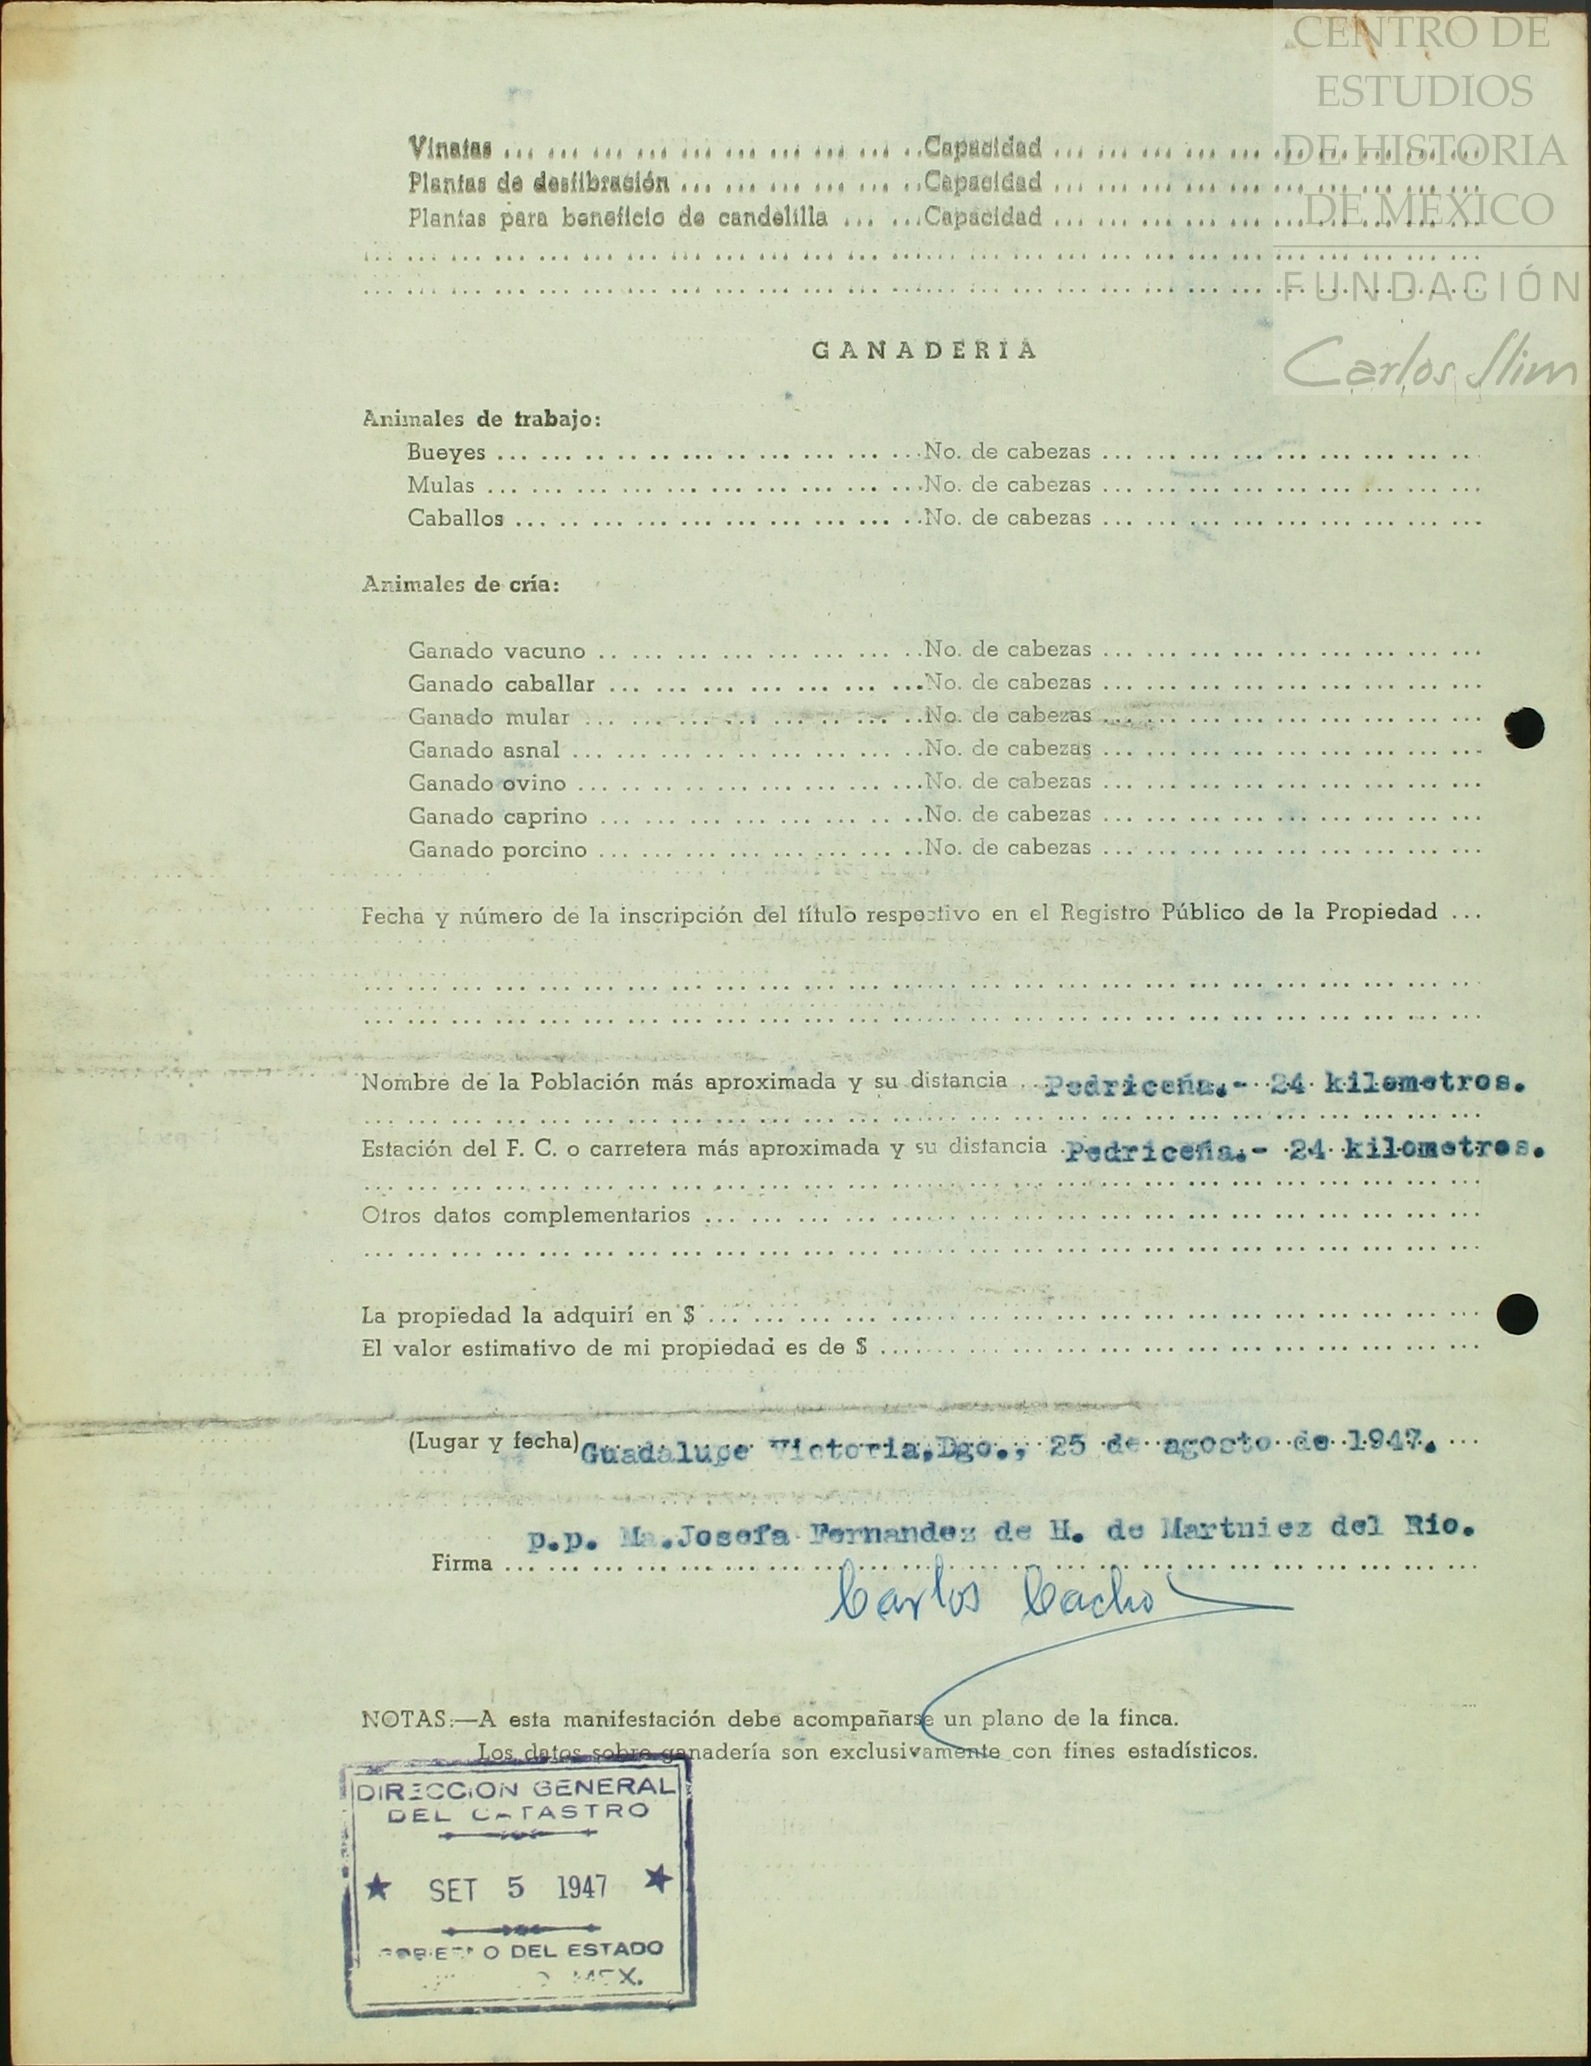 CENTRO DE
ESTUDIOS
DE HISTORIA
DE MEXICO
FUNDACIÓN
Carlos Slim
Vinatas ... Capacidad ...
Plantas de desfibración ... Capacidad ...
Plantas para beneficio de candelilla ... Capacidad ...
GANADERIA
Animales de trabajo:
Bueyes ... No. de cabezas ...
Mulas ... No. de cabezas ...
Caballos ... No. de cabezas ...
Animales de cría:
Ganado vacuno ... No. de cabezas ...
Ganado caballar ... No. de cabezas ...
Ganado mular ... No. de cabezas ...
Ganado asnal ... No. de cabezas ...
Ganado ovino ... No. de cabezas ...
Ganado caprino ... No. de cabezas ...
Ganado porcino ... No. de cabezas ...
Fecha y número de la inscripción del título respectivo en el Registro Público de la Propiedad ...
Nombre de la Población más aproximada y su distancia ... Pedriceña.- 24 kilometros.
Estación del F. C. o carretera más aproximada y su distancia . Pedriceña.- 24 kilometros.
Otros datos complementarios ...
La propiedad la adquirí en $ ...
El valor estimativo de mi propiedad es de $ ...
(Lugar y fecha) Guadalupe Victoria,Dgo., 25 de agosto de 1947.
p.p. Ma.Josefa Fernandez de H. de Martniez del Rio.
Firma ...
Carlos Cacho
NOTAS:—A esta manifestación debe acompañarse un plano de la finca.
Los datos sobre ganadería son exclusivamente con fines estadísticos.
DIRECCION GENERAL
DEL CATASTRO
★ SET 5 1947 ★
GOBIERNO DEL ESTADO
MEX.